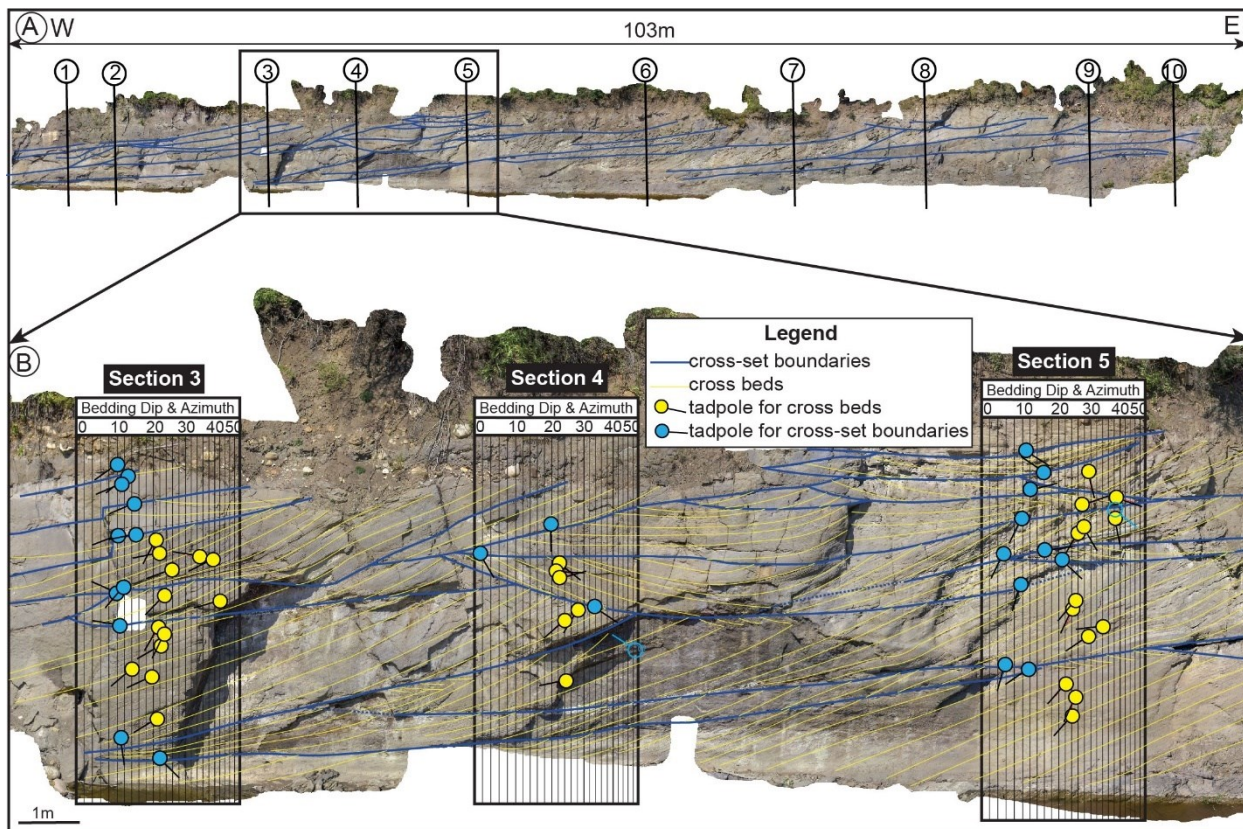 A W 103m E
1 2 3 4 5 6 7 8 9 10
B
Legend
cross-set boundaries
cross beds
tadpole for cross beds
tadpole for cross-set boundaries
Section 3
Bedding Dip & Azimuth
0 10 20 30 40 50
Section 4
Bedding Dip & Azimuth
0 10 20 30 40 50
Section 5
Bedding Dip & Azimuth
0 10 20 30 40 50
1m